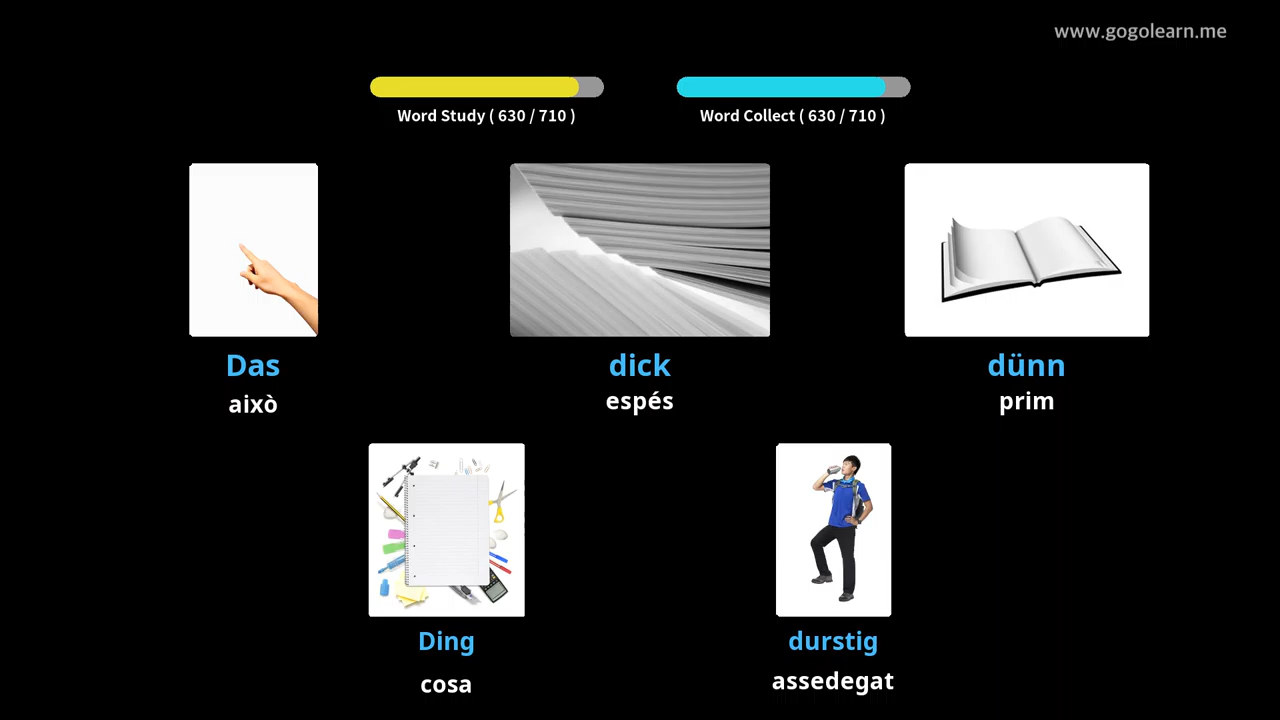 www.gogolearn.me
Word Study ( 630 / 710 )
Word Collect ( 630 / 710 )
Das
això
dick
espés
dünn
prim
Ding
cosa
durstig
assedegat